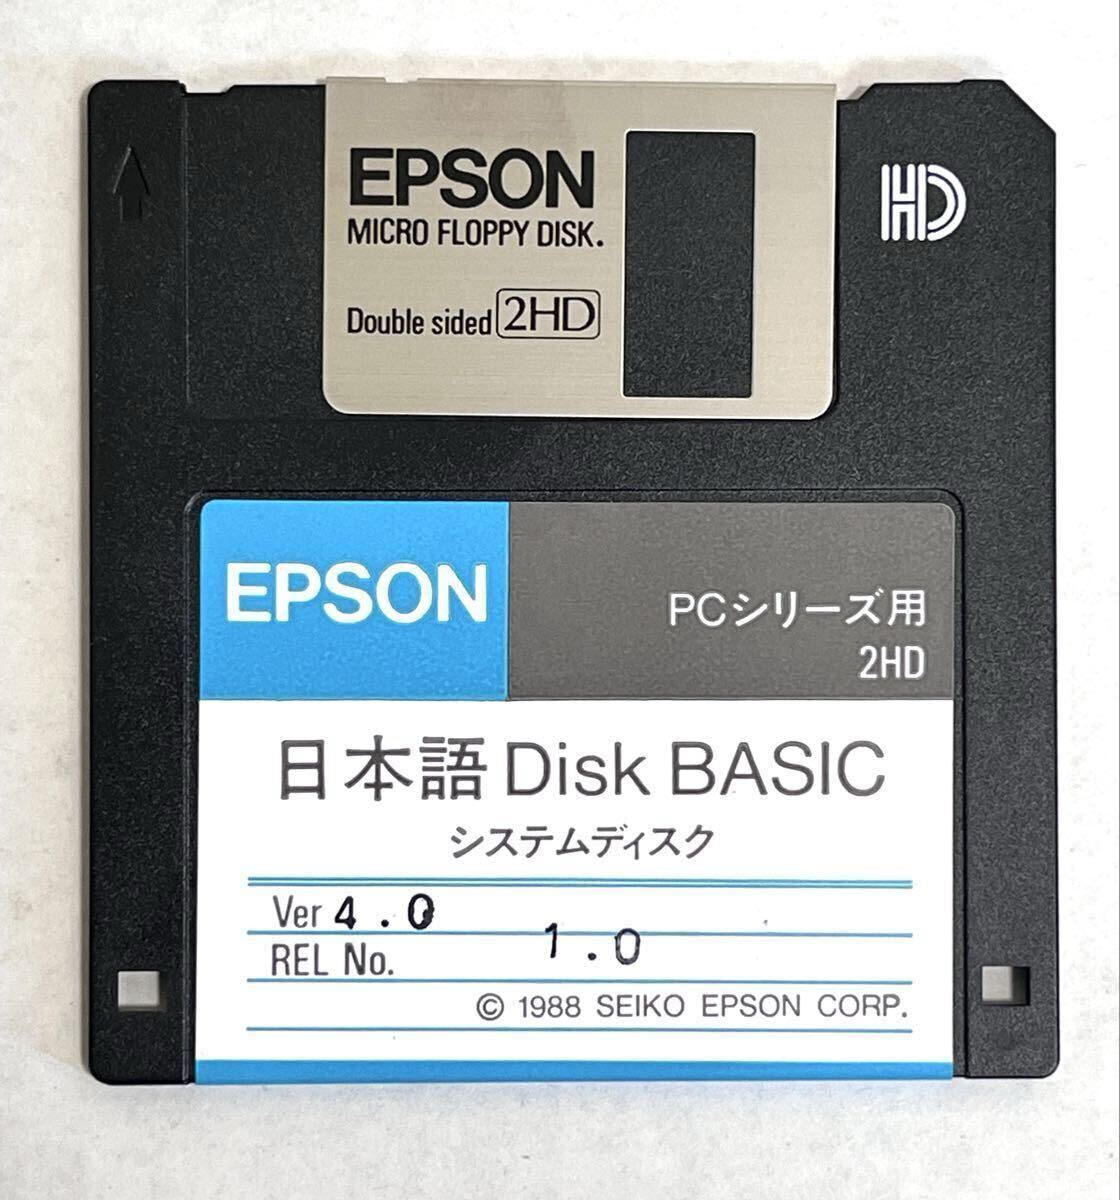 EPSON
MICRO FLOPPY DISK.
Double sided 2HD
HD
EPSON
PCシリーズ用
2HD
日本語 Disk BASIC
システムディスク
Ver 4.0
REL No. 1.0
© 1988 SEIKO EPSON CORP.